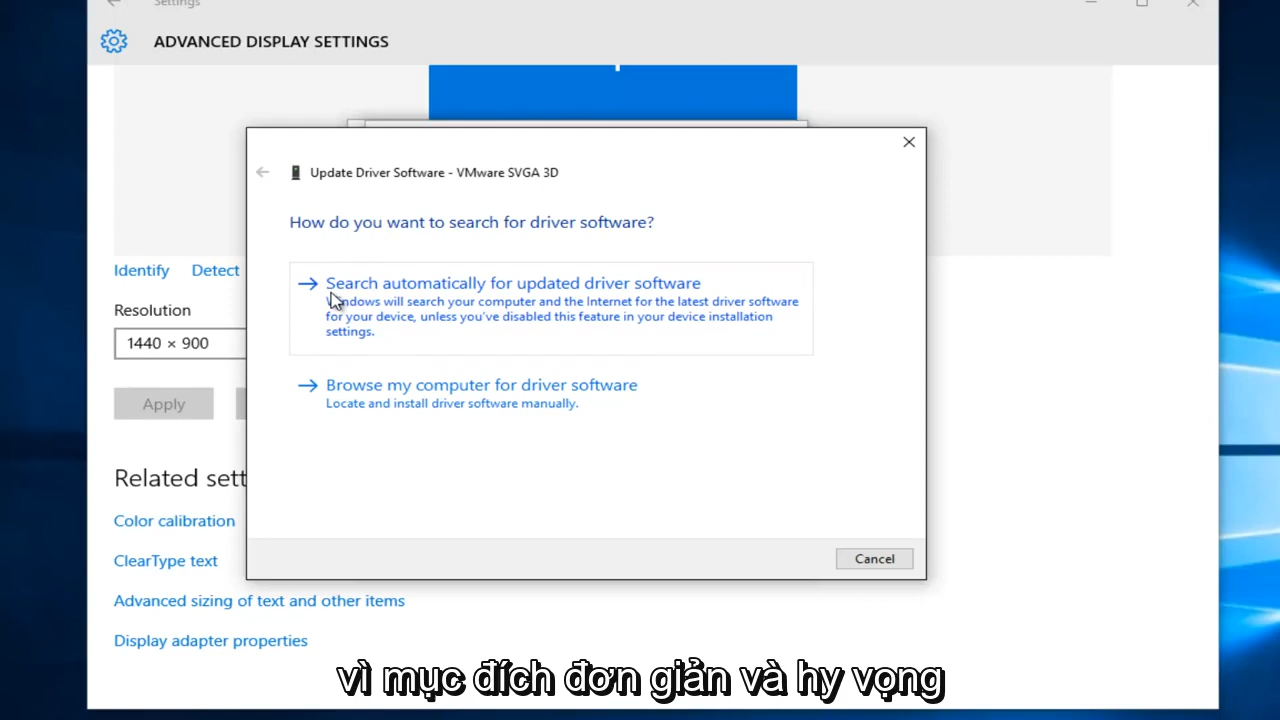 Settings
ADVANCED DISPLAY SETTINGS
Update Driver Software - VMware SVGA 3D
How do you want to search for driver software?
Search automatically for updated driver software
Windows will search your computer and the Internet for the latest driver software
for your device, unless you've disabled this feature in your device installation
settings.
Browse my computer for driver software
Locate and install driver software manually.
Cancel
Identify Detect
Resolution
1440 × 900
Apply
Related sett
Color calibration
ClearType text
Advanced sizing of text and other items
Display adapter properties
vì mục đích đơn giản và hy vọng